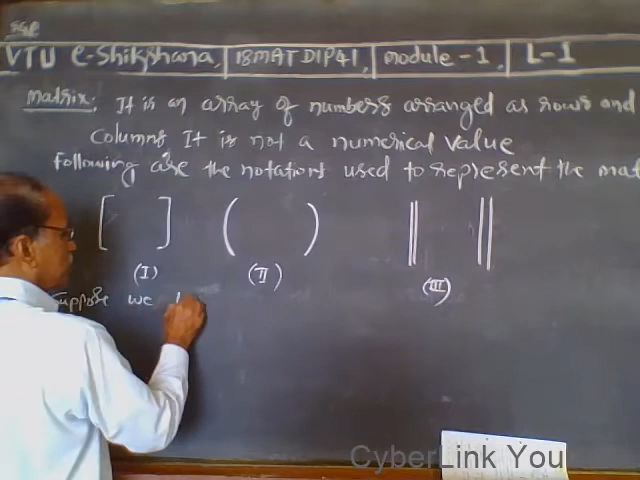 VTU e-Shikshana, 18MATDIP41, module-1, L-1
Matrix: It is an array of numbers arranged as rows and
Columns It is not a numerical value
Following are the notations used to represent the mat
[ ] ( ) || ||
(I) (II) (III)
Suppose we
CyberLink You